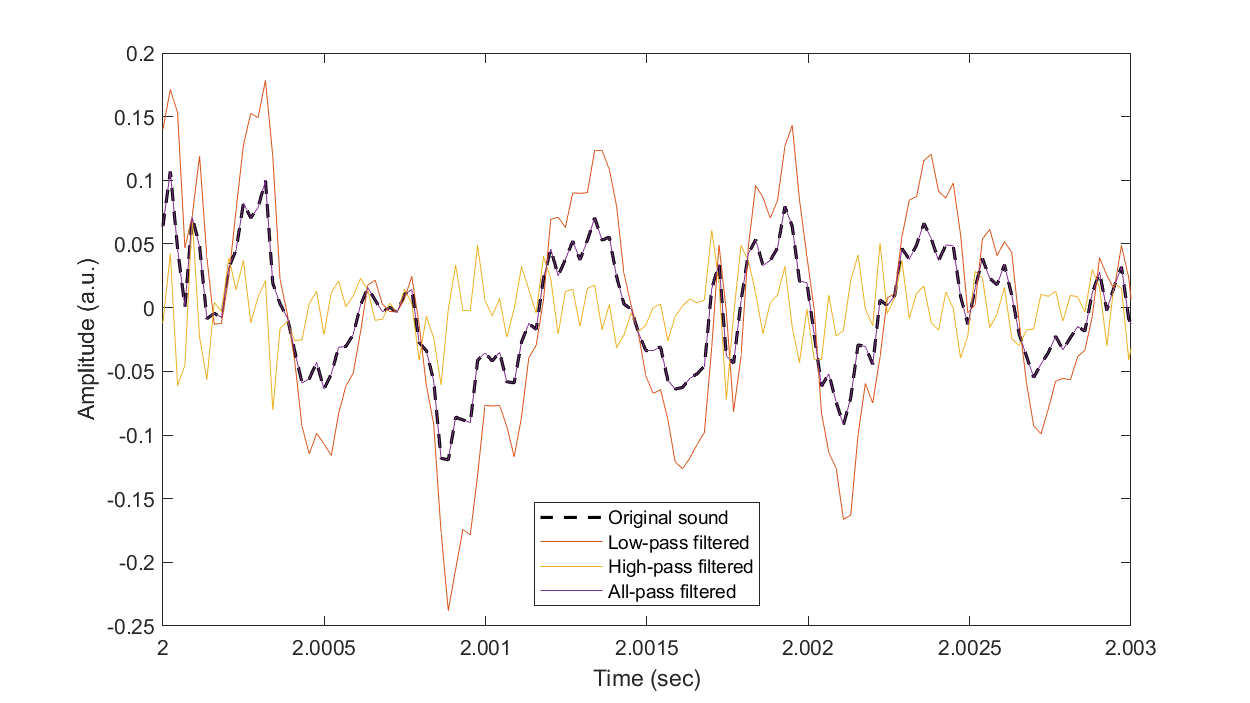 0.2
0.15
0.1
0.05
0
-0.05
-0.1
-0.15
-0.2
-0.25
Amplitude (a.u.)
Original sound
Low-pass filtered
High-pass filtered
All-pass filtered
2 2.0005 2.001 2.0015 2.002 2.0025 2.003
Time (sec)